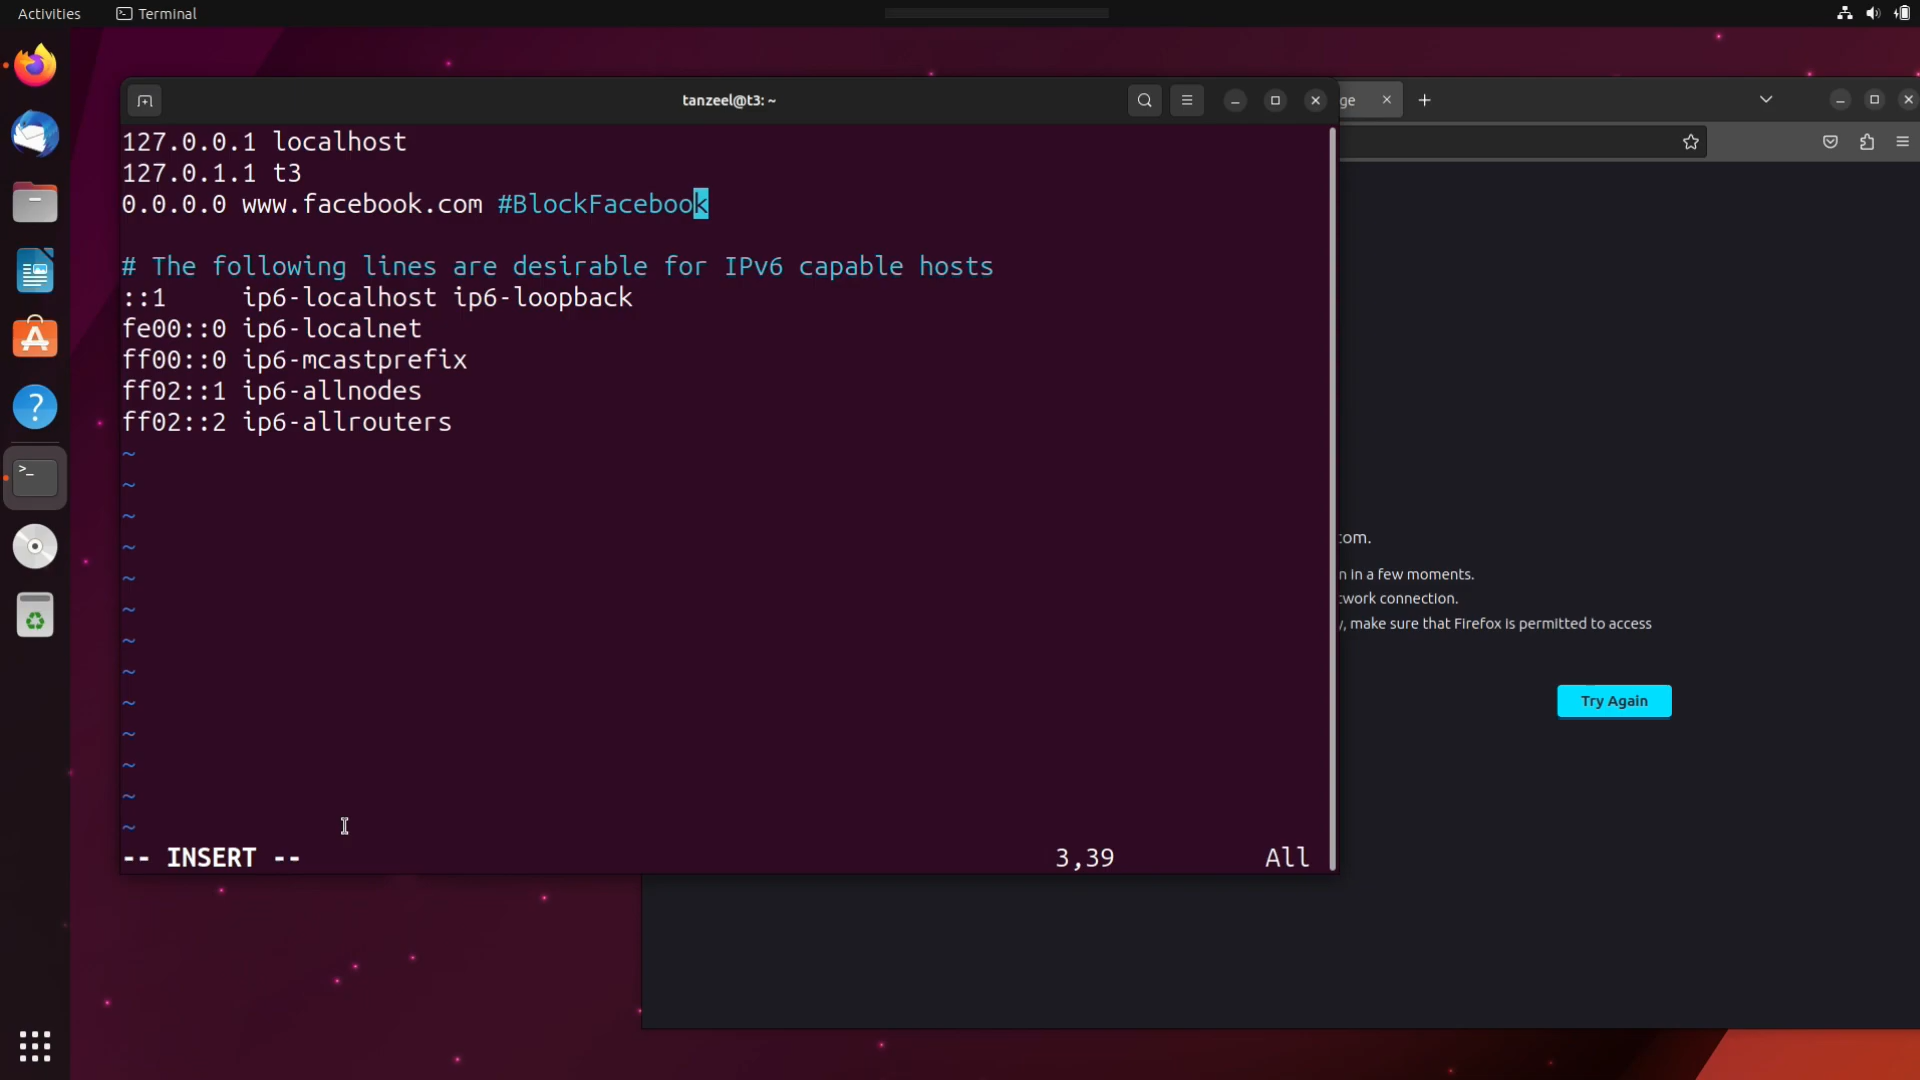 Activities
Terminal
tanzeel@t3: ~
ge
127.0.0.1 localhost
127.0.1.1 t3
0.0.0.0 www.facebook.com #BlockFacebook
# The following lines are desirable for IPv6 capable hosts
::1     ip6-localhost ip6-loopback
fe00::0 ip6-localnet
ff00::0 ip6-mcastprefix
ff02::1 ip6-allnodes
ff02::2 ip6-allrouters
~
~
~
~
~
~
~
~
~
~
~
~
~
-- INSERT --
3,39
All
com.
n in a few moments.
twork connection.
y, make sure that Firefox is permitted to access
Try Again